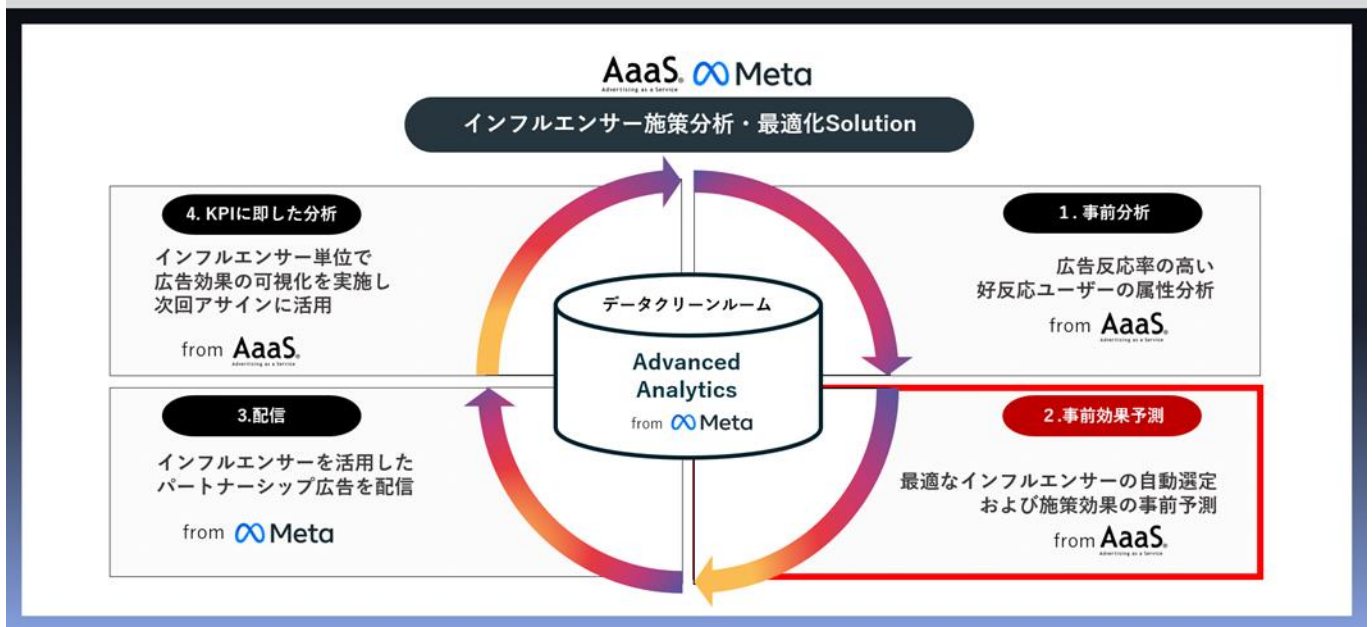 AaaS. Meta
Advertising as a Service
インフルエンサー施策分析・最適化Solution
1. 事前分析
広告反応率の高い
好反応ユーザーの属性分析
from AaaS.
Advertising as a Service
2.事前効果予測
最適なインフルエンサーの自動選定
および施策効果の事前予測
from AaaS.
Advertising as a Service
3.配信
インフルエンサーを活用した
パートナーシップ広告を配信
from Meta
4. KPIに即した分析
インフルエンサー単位で
広告効果の可視化を実施し
次回アサインに活用
from AaaS.
Advertising as a Service
データクリーンルーム
Advanced
Analytics
from Meta